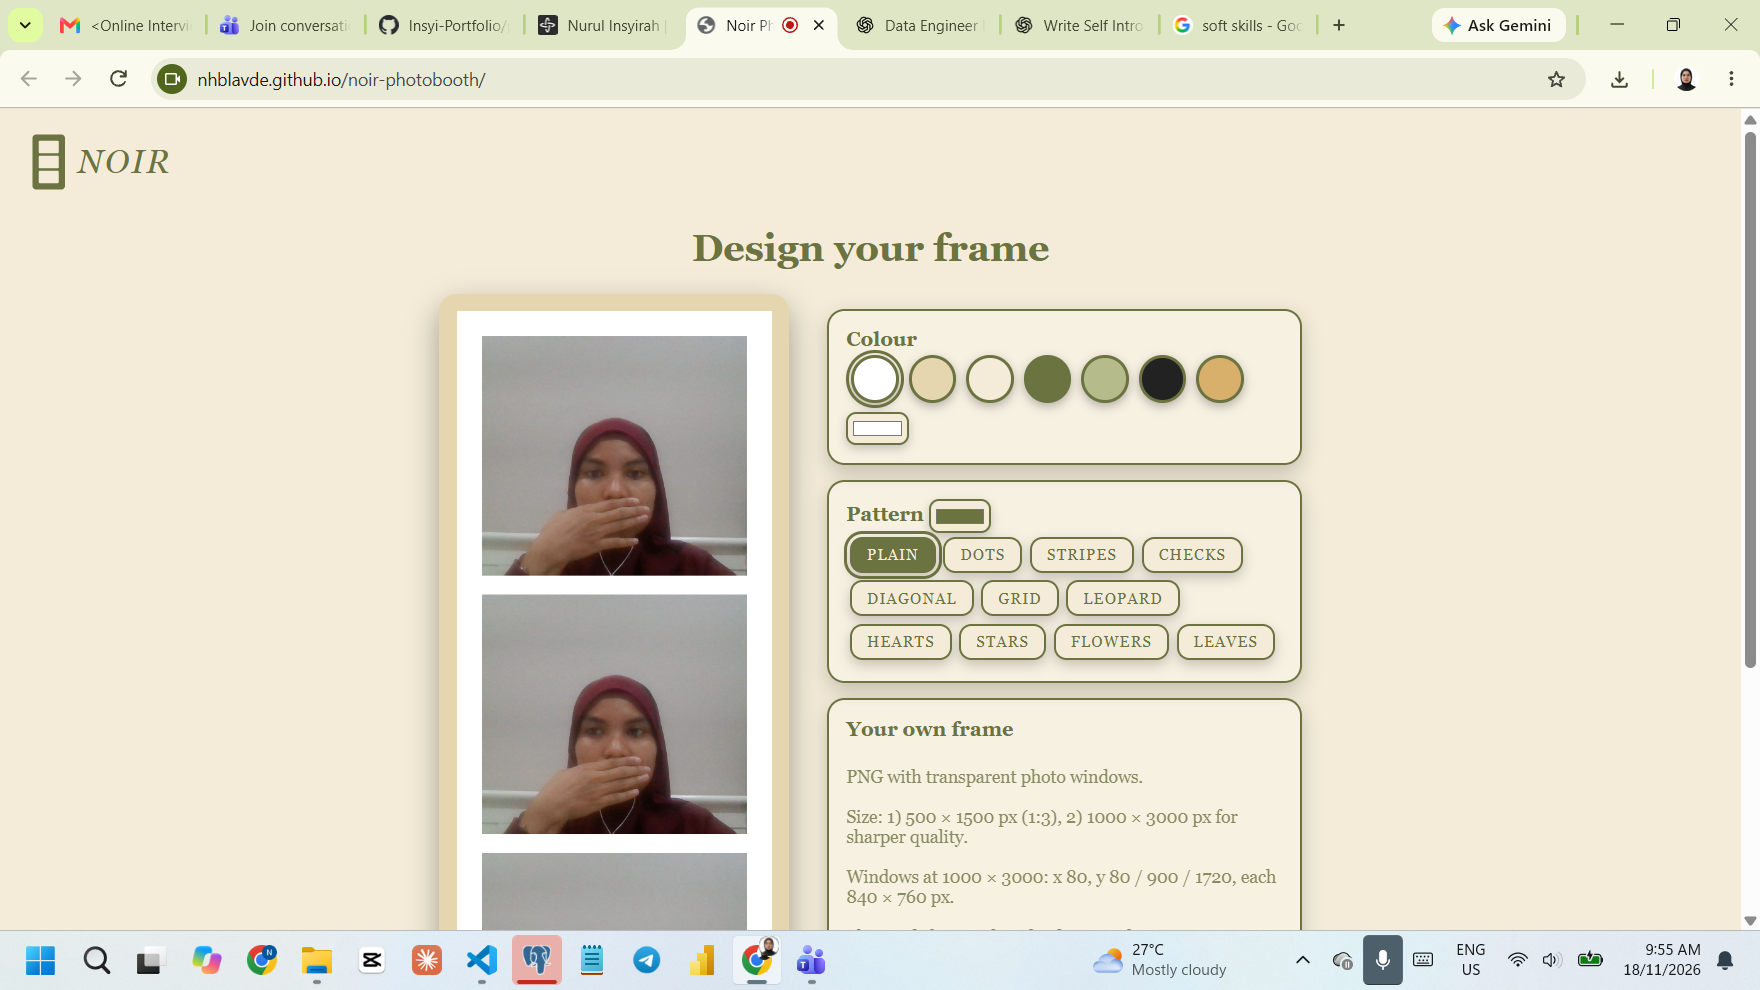 <Online Intervi
Join conversati
Insyi-Portfolio/
Nurul Insyirah |
Noir Ph
Data Engineer
Write Self Intro
soft skills - Goo
Ask Gemini
nhblavde.github.io/noir-photobooth/
NOIR
Design your frame
Colour
Pattern
PLAIN DOTS STRIPES CHECKS
DIAGONAL GRID LEOPARD
HEARTS STARS FLOWERS LEAVES
Your own frame
PNG with transparent photo windows.
Size: 1) 500 × 1500 px (1:3), 2) 1000 × 3000 px for
sharper quality.
Windows at 1000 × 3000: x 80, y 80 / 900 / 1720, each
840 × 760 px.
27°C
Mostly cloudy
ENG
US
9:55 AM
18/11/2026